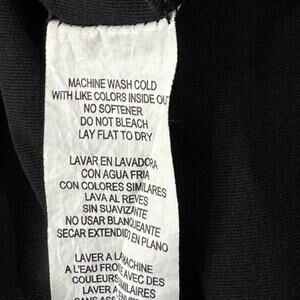 MACHINE WASH COLD
WITH LIKE COLORS INSIDE OUT
NO SOFTENER
DO NOT BLEACH
LAY FLAT TO DRY
LAVAR EN LAVADORA
CON AGUA FRIA
CON COLORES SIMILARES
LAVA AL REVES
SIN SUAVIZANTE
NO USAR BLANQUEANTE
SECAR EXTENDIDO EN PLANO
LAVER A LA MACHINE
A L'EAU FROIDE AVEC DES
COULEURS SIMILAIRES
LAVER A
SANS